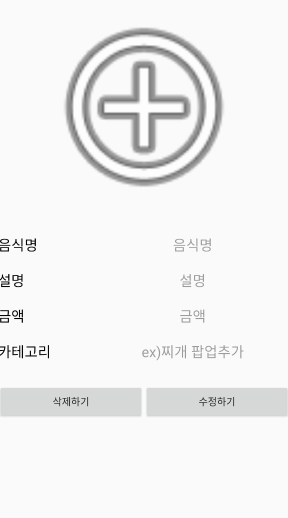 음식명 음식명
설명 설명
금액 금액
카테고리 ex)찌개 팝업추가
삭제하기 수정하기